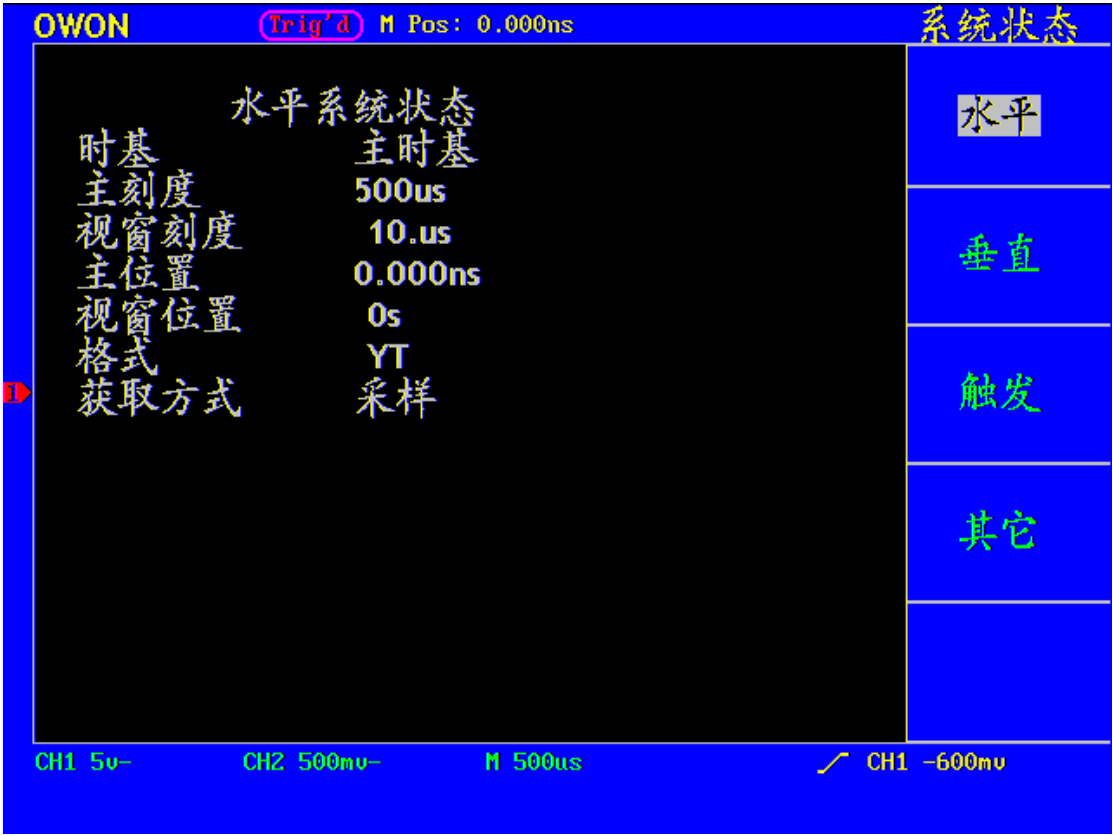 OWON Trig'd M Pos: 0.000ns 系统状态
水平系统状态
时基 主时基
主刻度 500us
视窗刻度 10.us
主位置 0.000ns
视窗位置 0s
格式 YT
获取方式 采样
1
水平
垂直
触发
其它
CH1 5v- CH2 500mv- M 500us CH1 -600mv